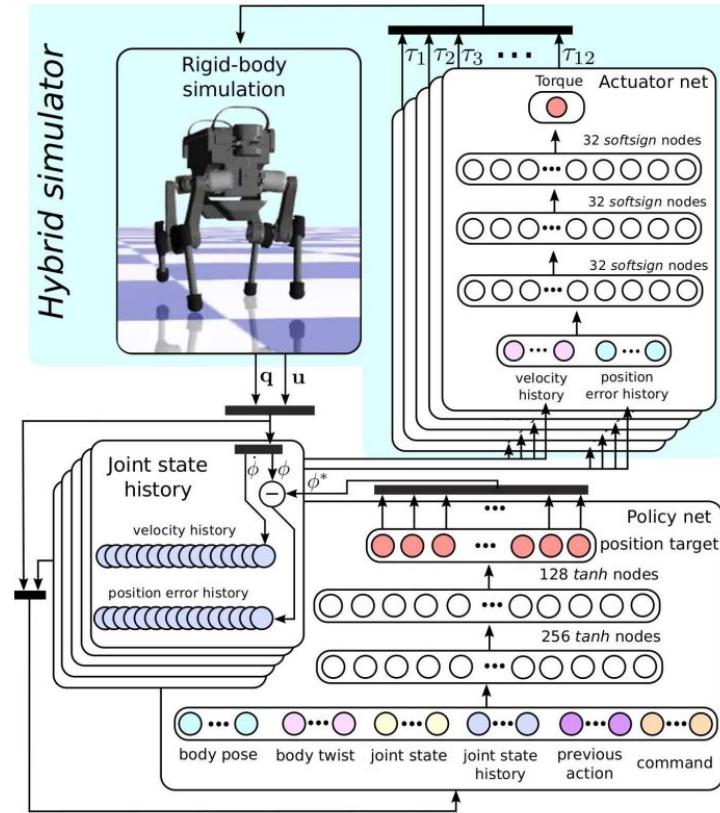 Hybrid simulator
Rigid-body
simulation
τ₁ τ₂ τ₃ ... τ₁₂
Actuator net
Torque
32 softsign nodes
32 softsign nodes
32 softsign nodes
velocity
history
position
error history
q u
Joint state
history
ϕ̇ ϕ
−
ϕ*
velocity history
position error history
Policy net
position target
128 tanh nodes
256 tanh nodes
body pose
body twist
joint state
joint state
history
previous
action
command